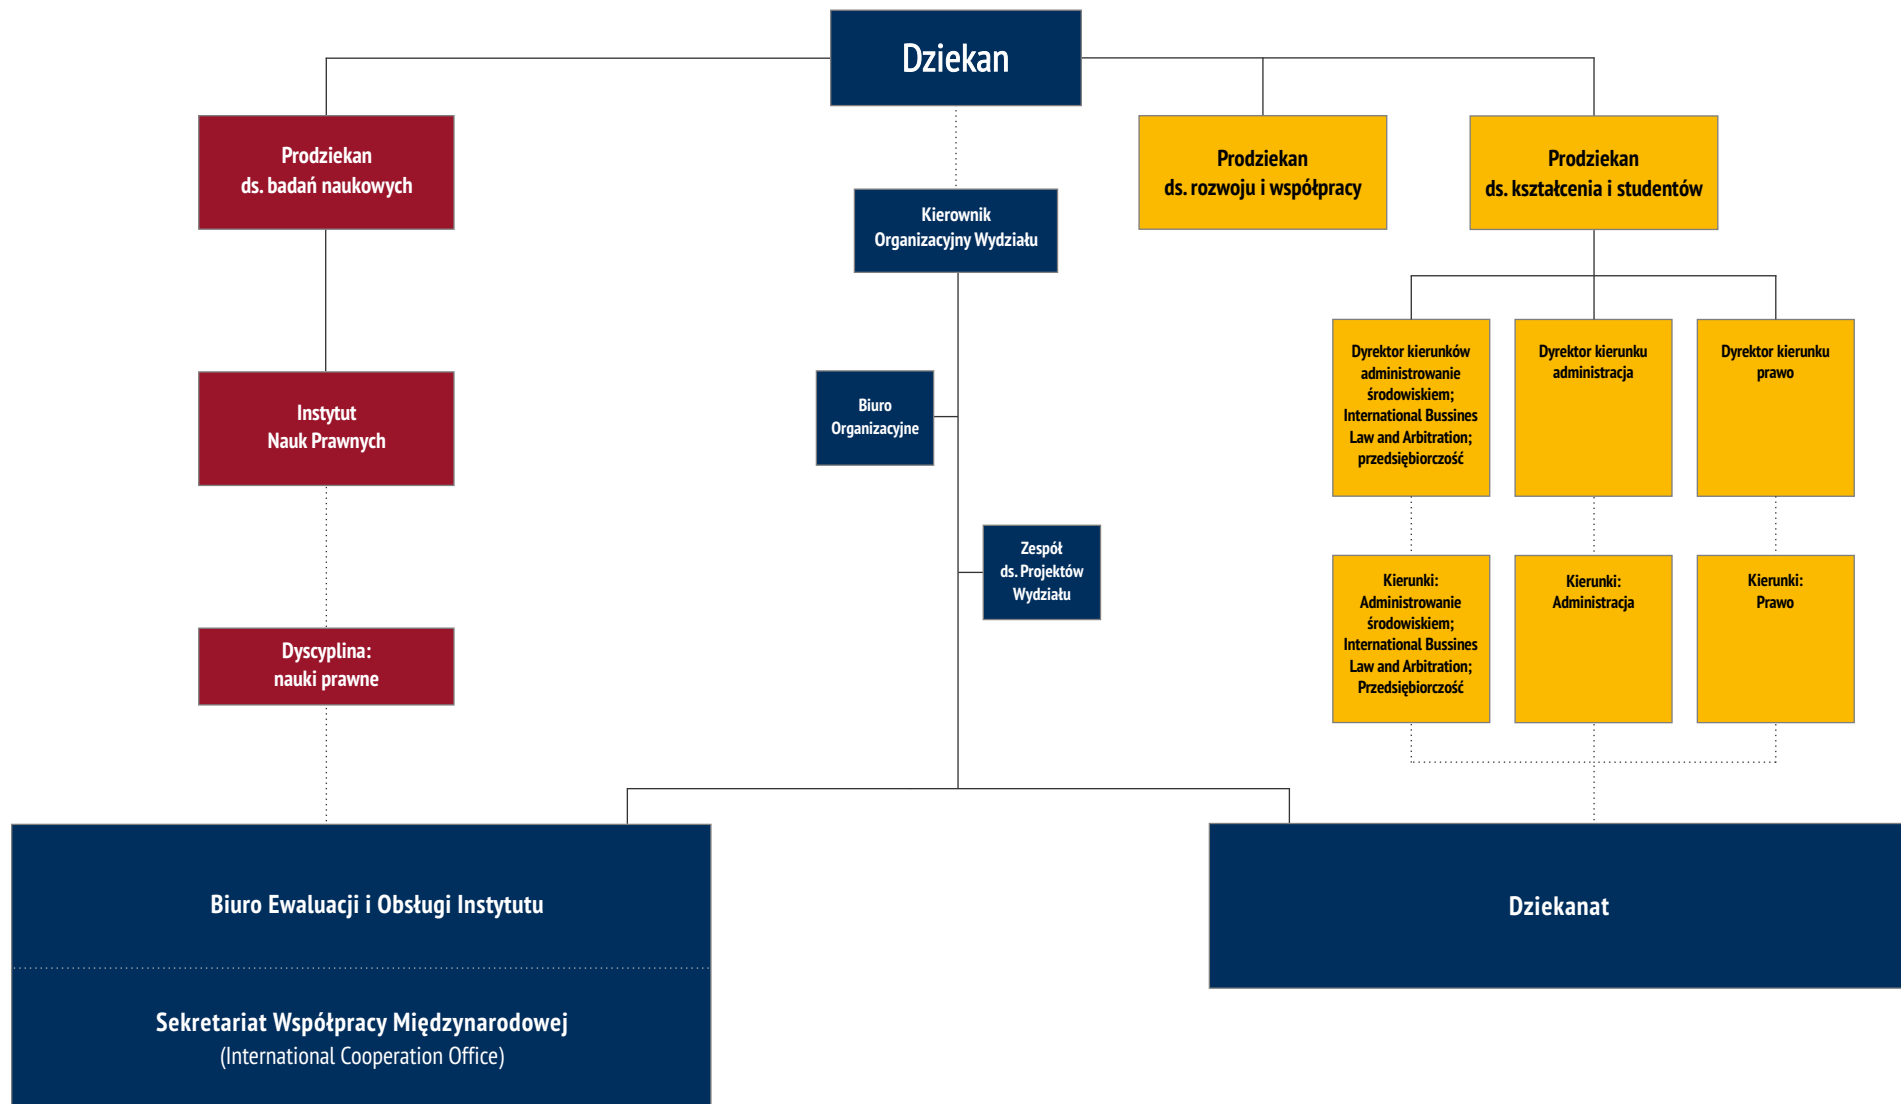 Dziekan
Prodziekan
ds. badań naukowych
Prodziekan
ds. rozwoju i współpracy
Prodziekan
ds. kształcenia i studentów
Kierownik
Organizacyjny Wydziału
Dyrektor kierunków
administrowanie
środowiskiem;
International Bussines
Law and Arbitration;
przedsiębiorczość
Dyrektor kierunku
administracja
Dyrektor kierunku
prawo
Instytut
Nauk Prawnych
Biuro
Organizacyjne
Zespół
ds. Projektów
Wydziału
Kierunki:
Administrowanie
środowiskiem;
International Bussines
Law and Arbitration;
Przedsiębiorczość
Kierunki:
Administracja
Kierunki:
Prawo
Dyscyplina:
nauki prawne
Biuro Ewaluacji i Obsługi Instytutu
Dziekanat
Sekretariat Współpracy Międzynarodowej
(International Cooperation Office)